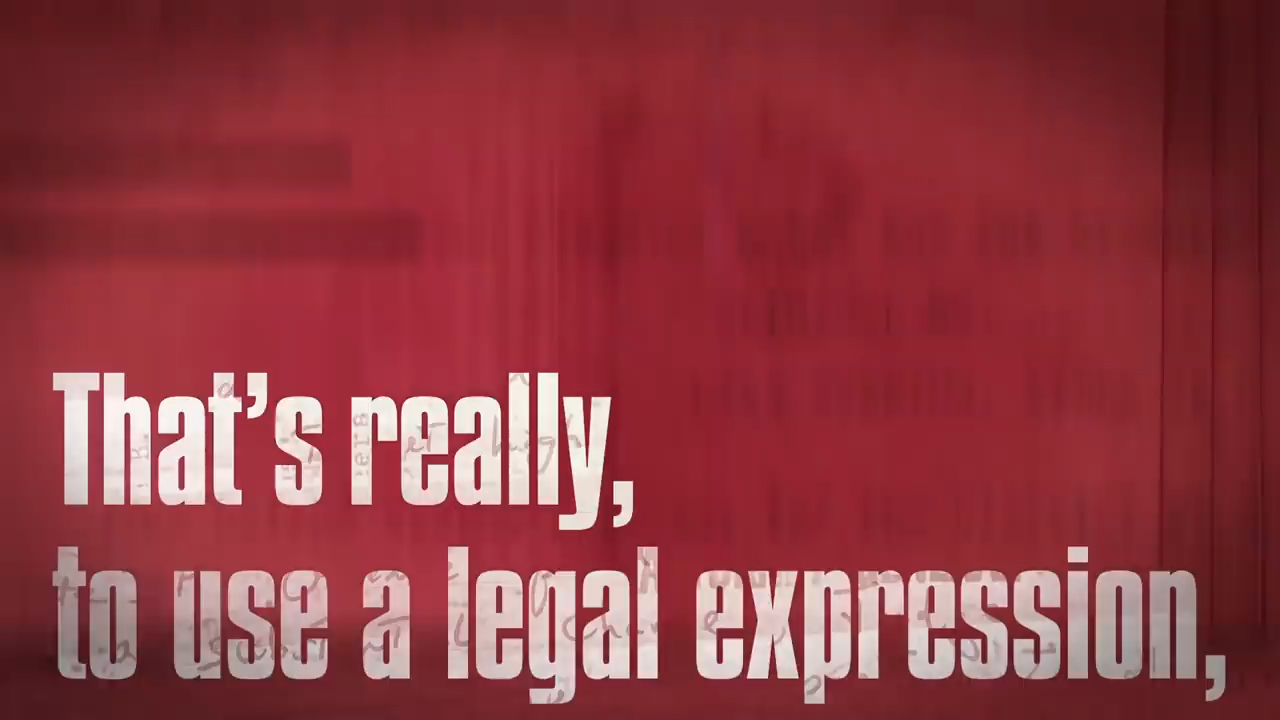 That’s really,
to use a legal expression,